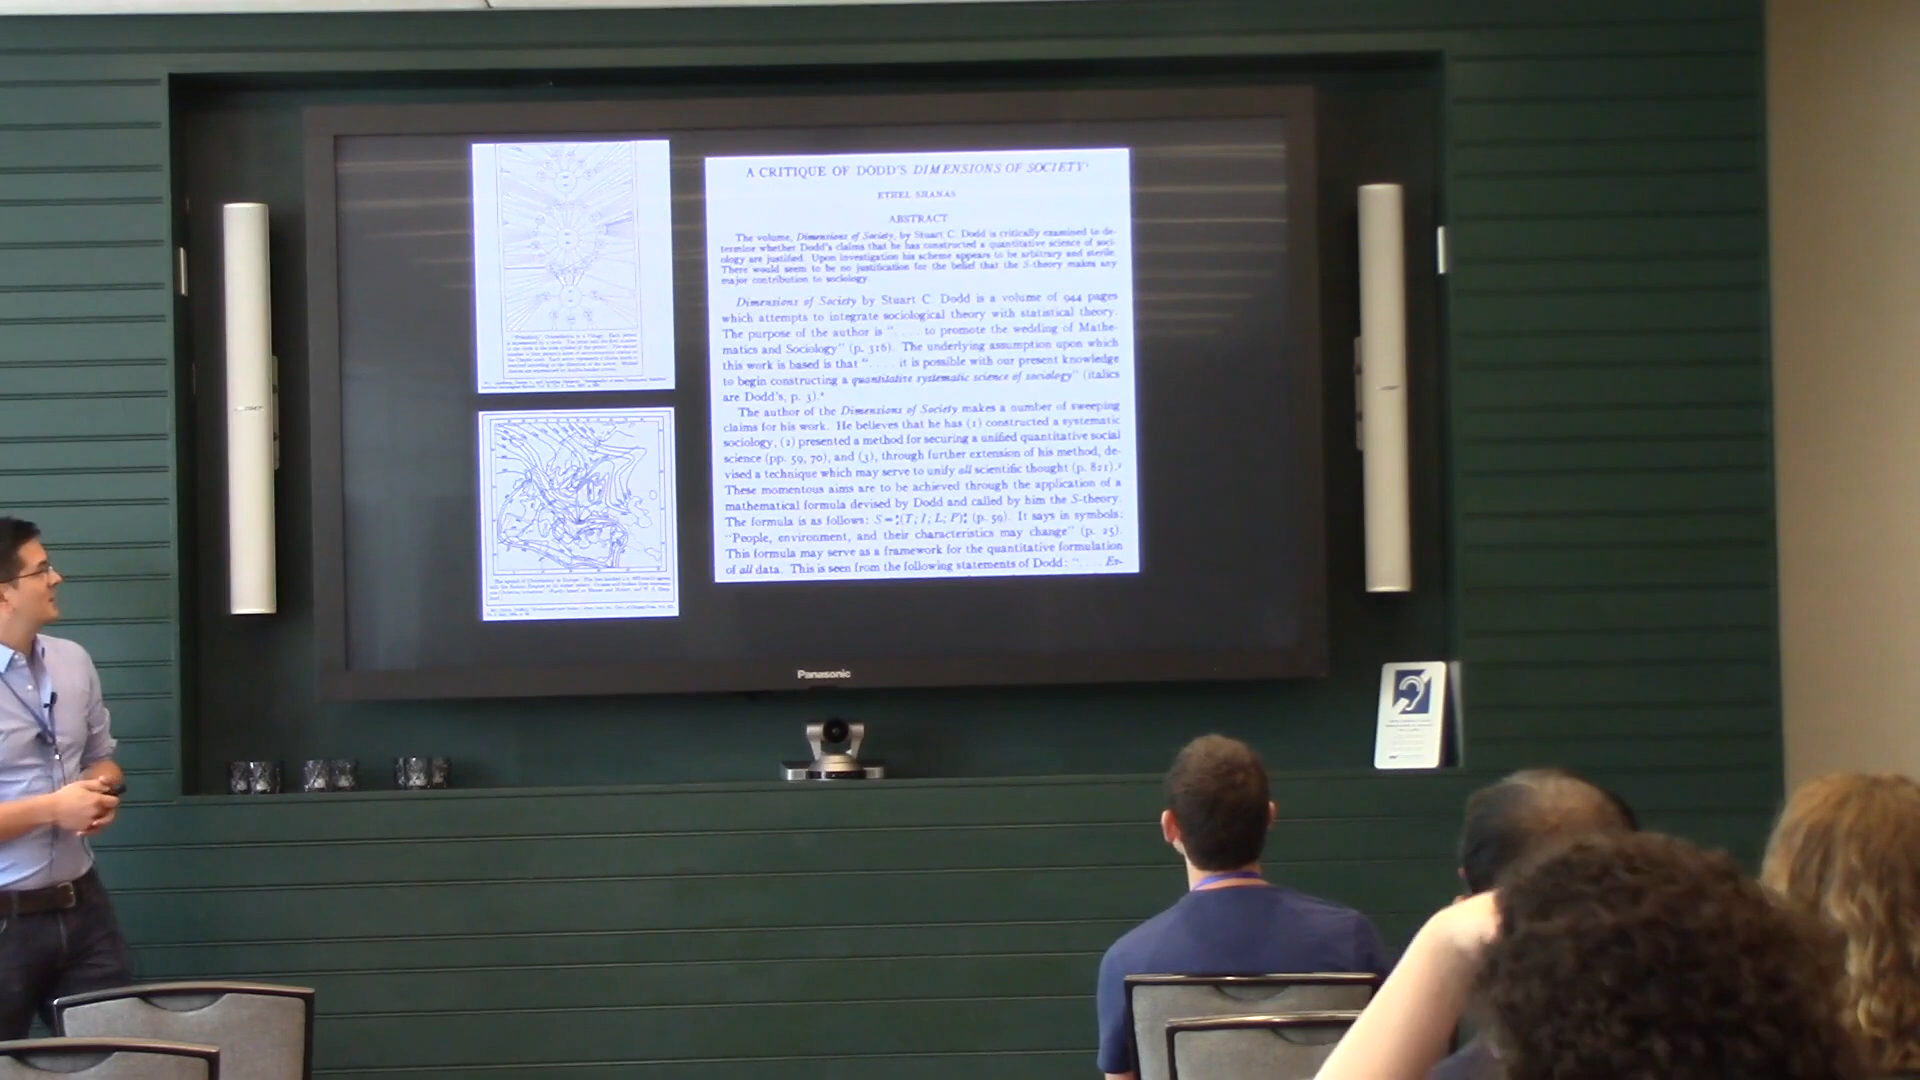 A CRITIQUE OF DODD'S DIMENSIONS OF SOCIETY¹
ETHEL SHANAS
ABSTRACT
The volume, Dimensions of Society, by Stuart C. Dodd is critically examined to de-
termine whether Dodd's claims that he has constructed a quantitative science of soci-
ology are justified. Upon investigation his scheme appears to be arbitrary and sterile.
There would seem to be no justification for the belief that the S-theory makes any
major contribution to sociology.
Dimensions of Society by Stuart C. Dodd is a volume of 944 pages
which attempts to integrate sociological theory with statistical theory.
The purpose of the author is ". . . . to promote the wedding of Mathe-
matics and Sociology" (p. 316). The underlying assumption upon which
this work is based is that ". . . . it is possible with our present knowledge
to begin constructing a quantitative systematic science of sociology" (italics
are Dodd's, p. 3).²
The author of the Dimensions of Society makes a number of sweeping
claims for his work. He believes that he has (1) constructed a systematic
sociology, (2) presented a method for securing a unified quantitative social
science (pp. 59, 70), and (3), through further extension of his method, de-
vised a technique which may serve to unify all scientific thought (p. 821).³
These momentous aims are to be achieved through the application of a
mathematical formula devised by Dodd and called by him the S-theory.
The formula is as follows: S=(T; I; L; P) (p. 59). It says in symbols:
"People, environment, and their characteristics may change" (p. 25).
This formula may serve as a framework for the quantitative formulation
of all data. This is seen from the following statements of Dodd: ". . . . Ev-
Panasonic